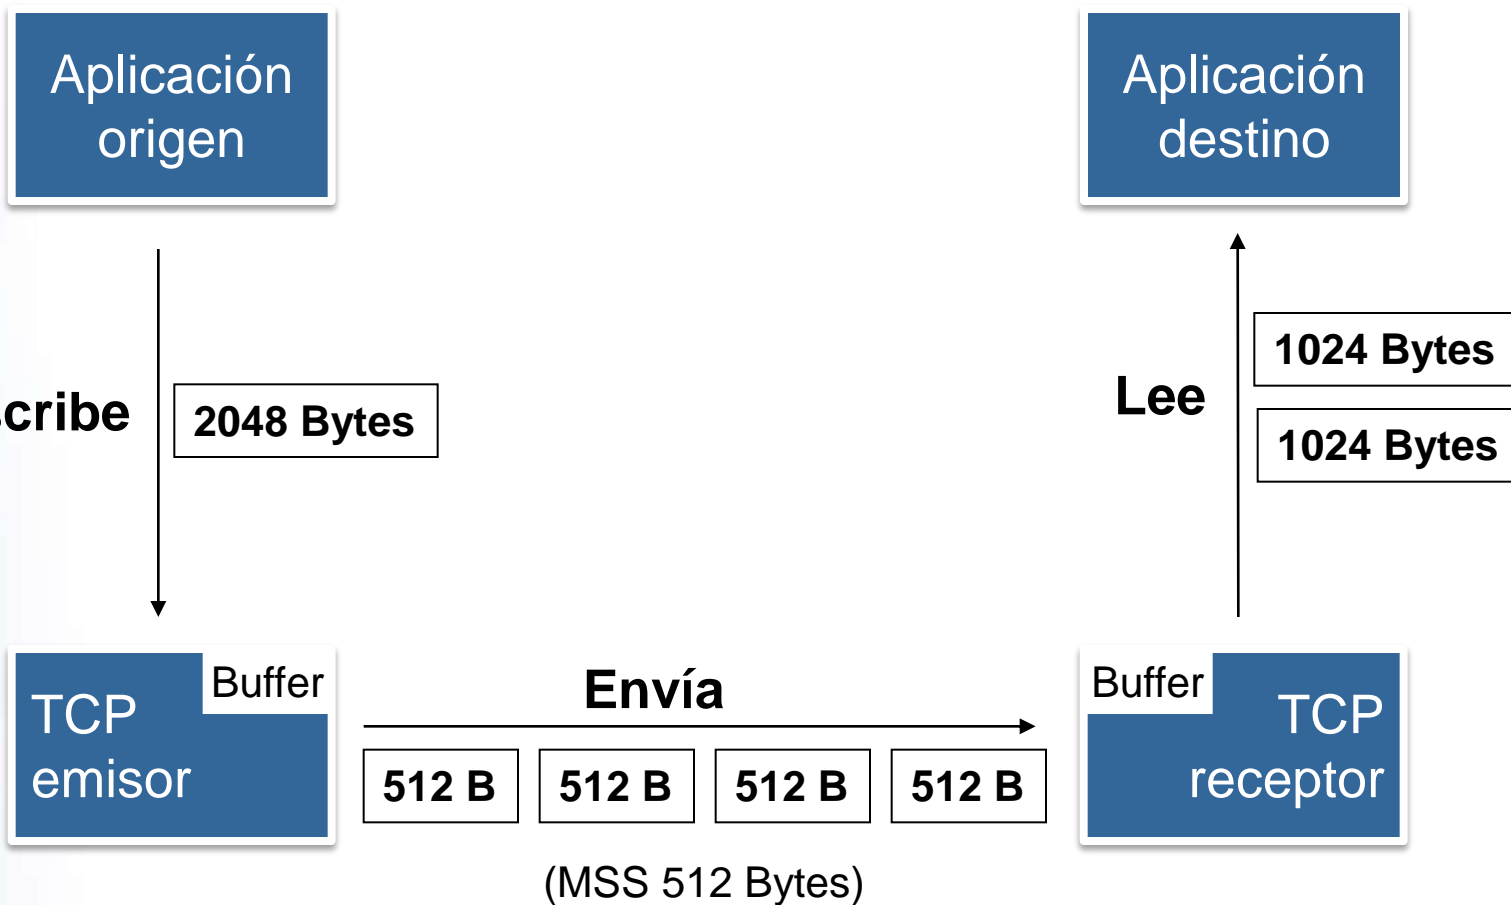 Aplicación
origen
Aplicación
destino
cribe
2048 Bytes
Lee
1024 Bytes
1024 Bytes
TCP
emisor
Buffer
Envía
512 B
512 B
512 B
512 B
(MSS 512 Bytes)
Buffer
TCP
receptor